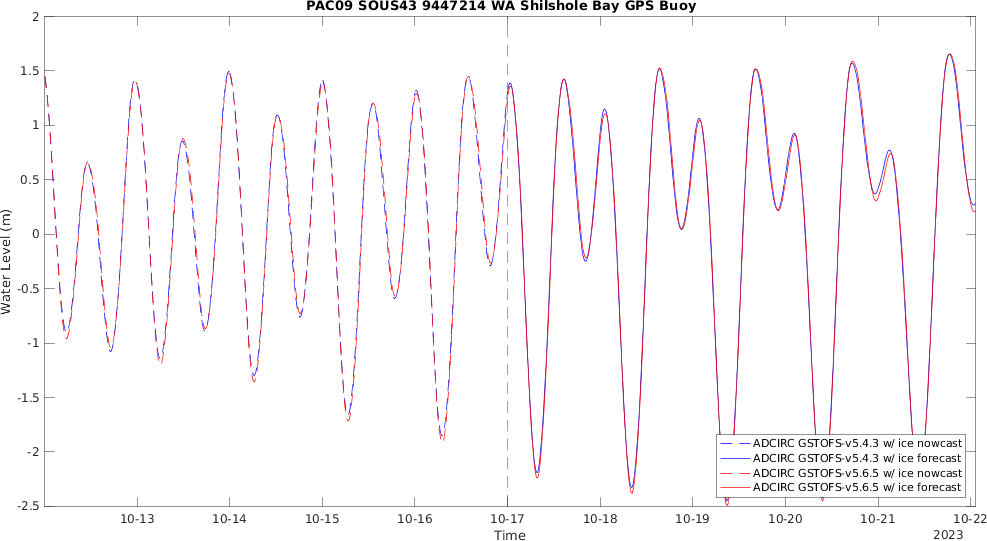 PAC09 SOUS43 9447214 WA Shilshole Bay GPS Buoy
2
1.5
1
0.5
0
-0.5
-1
-1.5
-2
-2.5
Water Level (m)
ADCIRC GSTOFS-v5.4.3 w/ ice nowcast
ADCIRC GSTOFS-v5.4.3 w/ ice forecast
ADCIRC GSTOFS-v5.6.5 w/ ice nowcast
ADCIRC GSTOFS-v5.6.5 w/ ice forecast
10-13 10-14 10-15 10-16 10-17 10-18 10-19 10-20 10-21 10-22
Time
2023